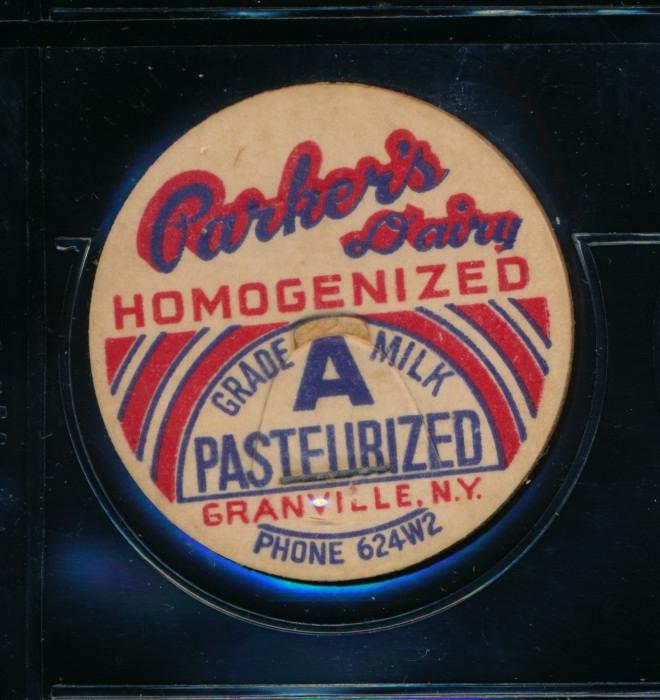 Parker's
Dairy
HOMOGENIZED
GRADE A MILK
PASTEURIZED
GRANVILLE, N.Y.
PHONE 624W2